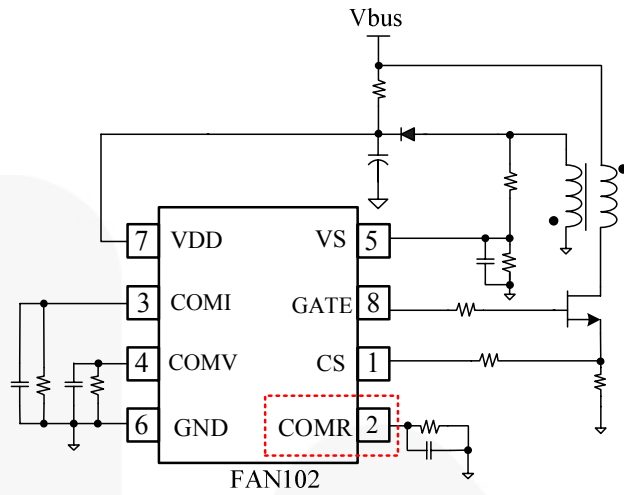 Vbus
7 VDD VS 5
3 COMI GATE 8
4 COMV CS 1
6 GND COMR 2
FAN102